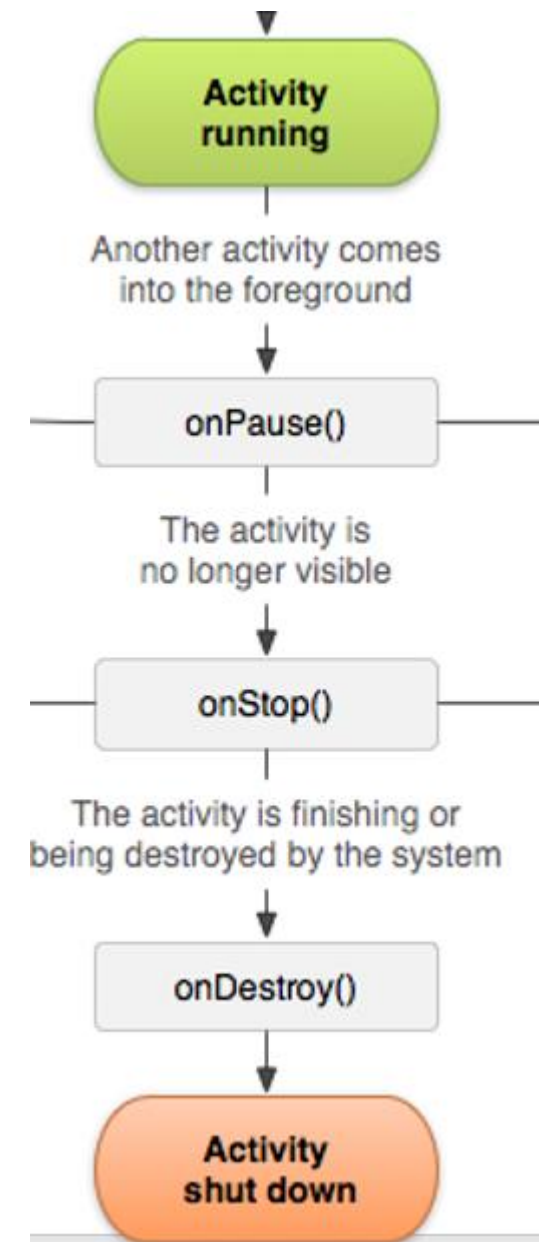 Activity
running
Another activity comes
into the foreground
onPause()
The activity is
no longer visible
onStop()
The activity is finishing or
being destroyed by the system
onDestroy()
Activity
shut down